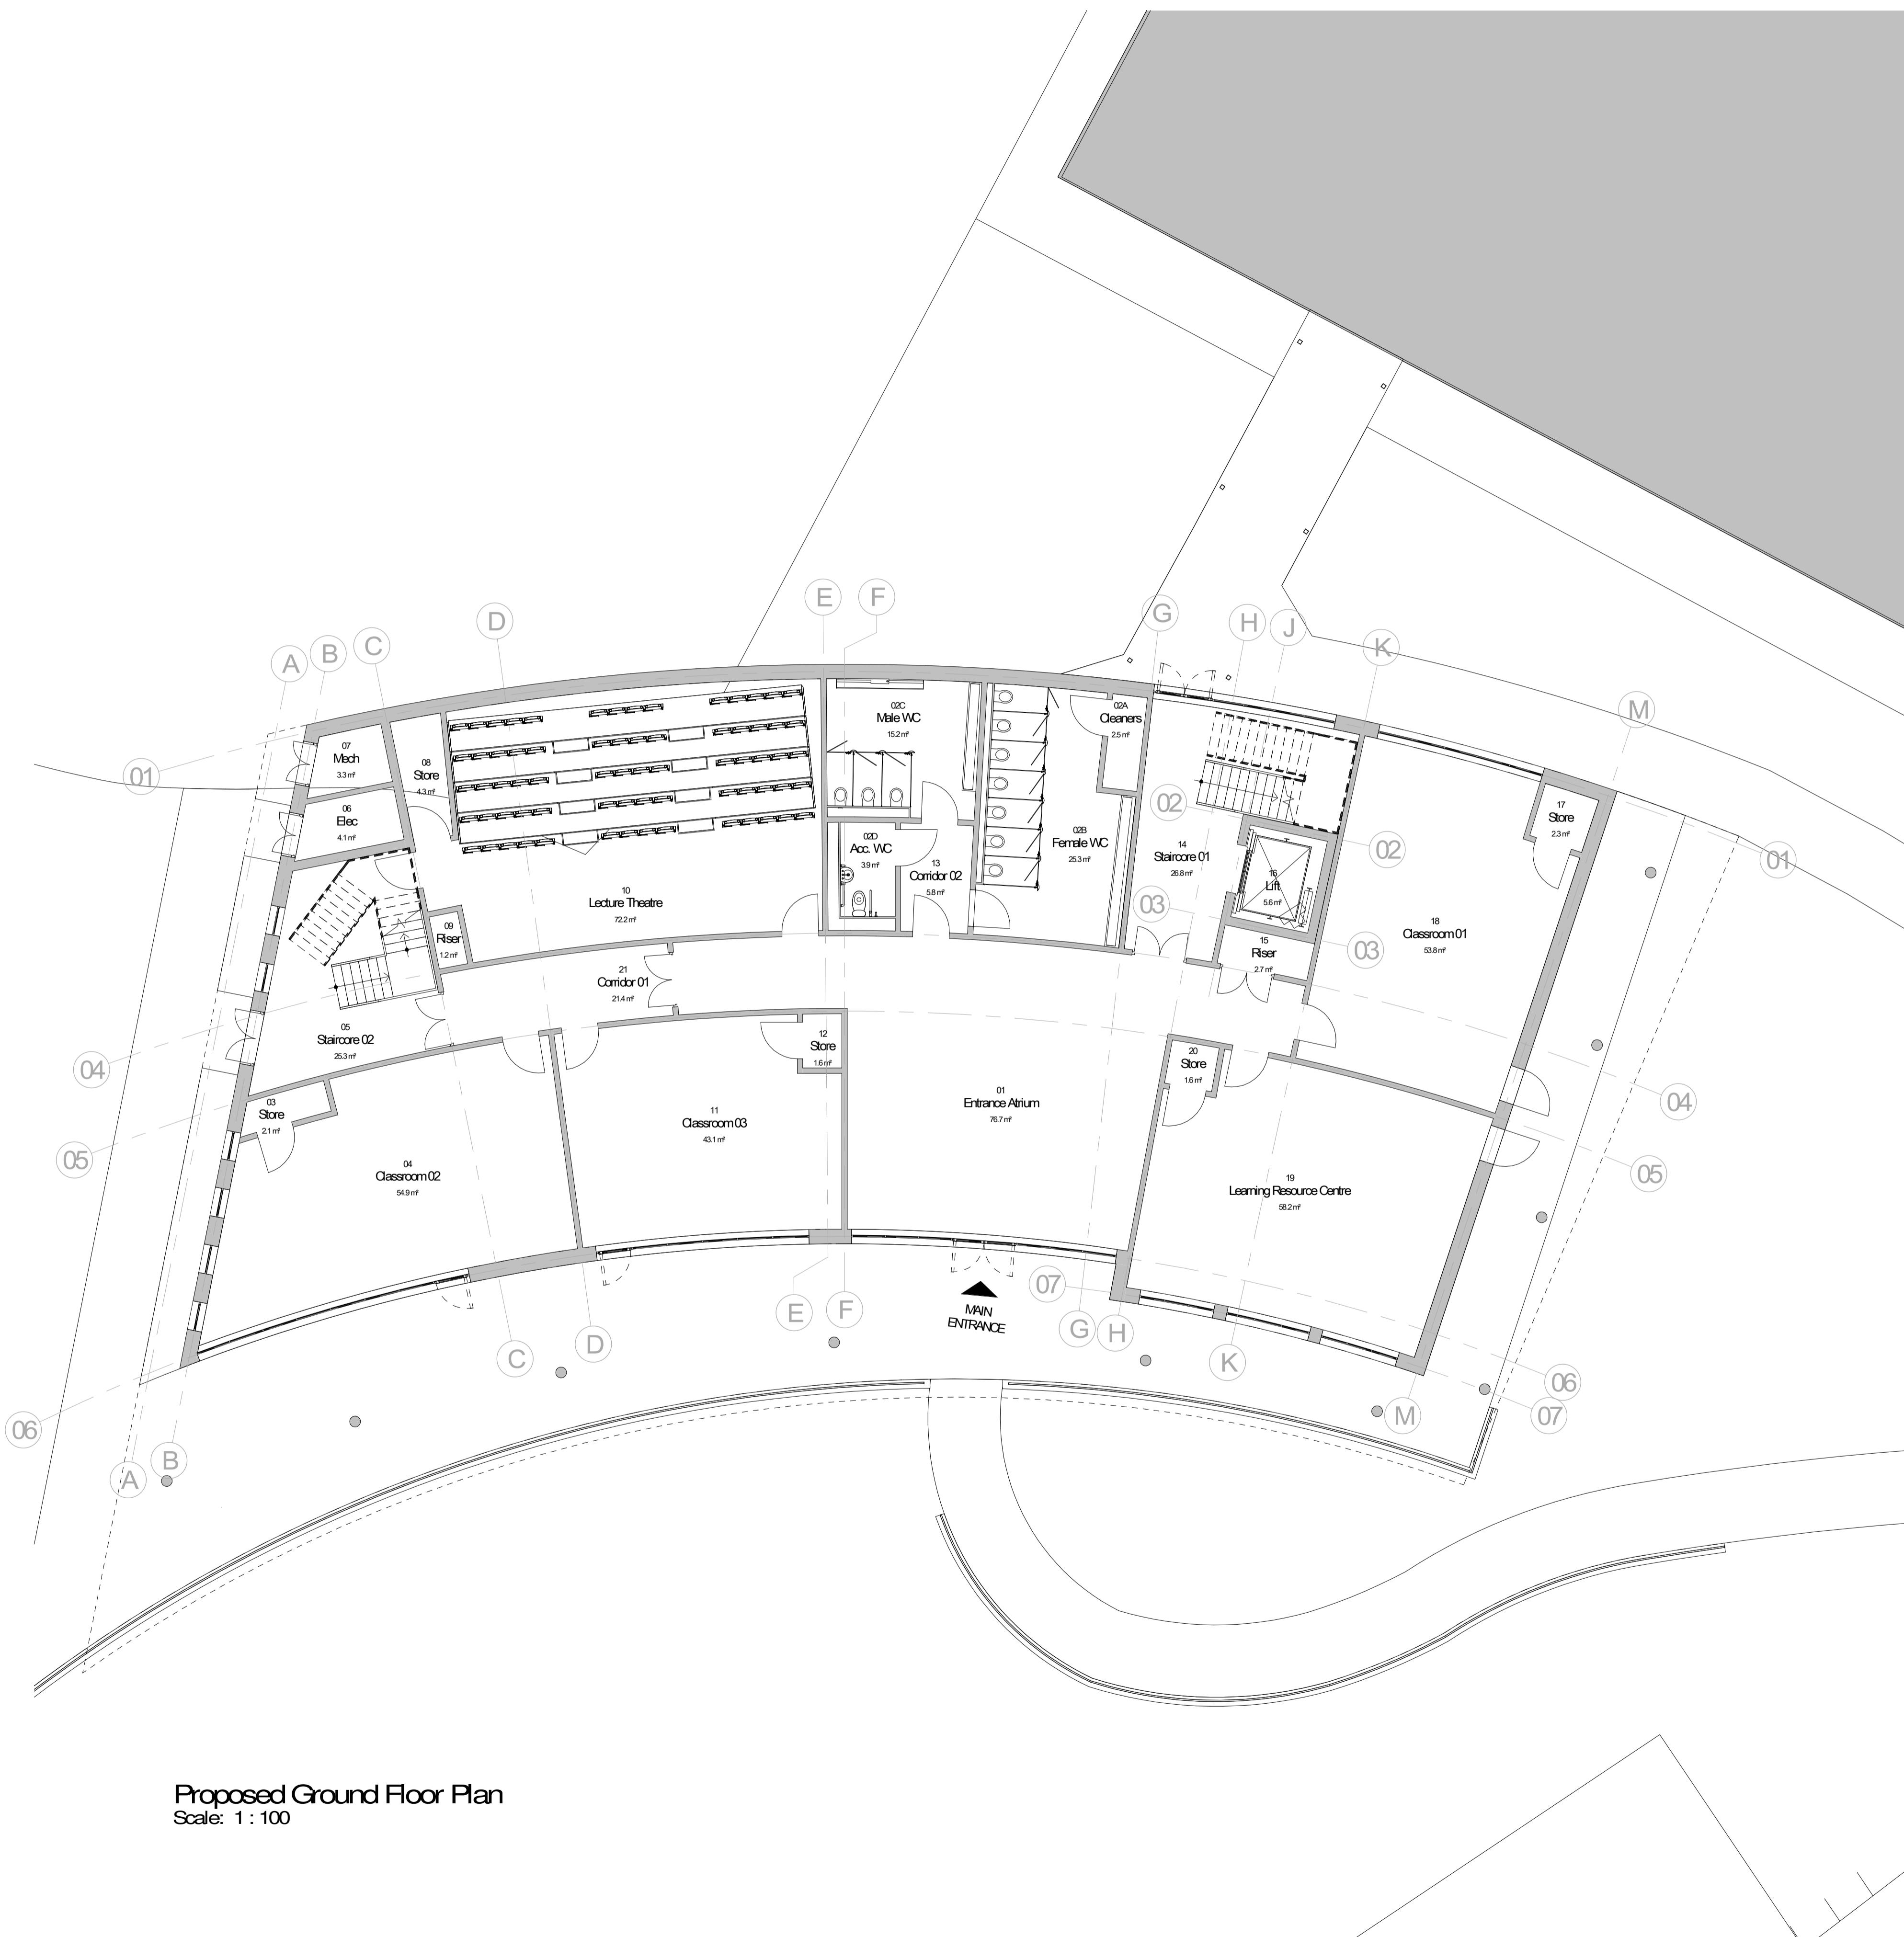 E
F
G
H
J
D
K
C
B
A
M
01
07
Mech
3.3 m²
08
Store
4.3 m²
06
Elec
4.1 m²
02C
Male WC
15.2 m²
02A
Cleaners
2.5 m²
02
17
Store
2.3 m²
02D
Acc. WC
3.9 m²
02B
Female WC
25.3 m²
13
Corridor 02
5.8 m²
14
Staircore 01
26.8 m²
02
01
16
Lift
5.6 m²
10
Lecture Theatre
72.2 m²
03
09
Riser
1.2 m²
18
Classroom 01
53.8 m²
15
Riser
2.7 m²
03
21
Corridor 01
21.4 m²
05
Staircore 02
25.3 m²
12
Store
1.6 m²
20
Store
1.6 m²
04
03
Store
2.1 m²
01
Entrance Atrium
76.7 m²
11
Classroom 03
43.1 m²
04
05
04
Classroom 02
54.9 m²
19
Learning Resource Centre
58.2 m²
05
07
MAIN
ENTRANCE
E
F
G
H
D
C
K
06
06
07
M
B
A
Proposed Ground Floor Plan
Scale: 1 : 100